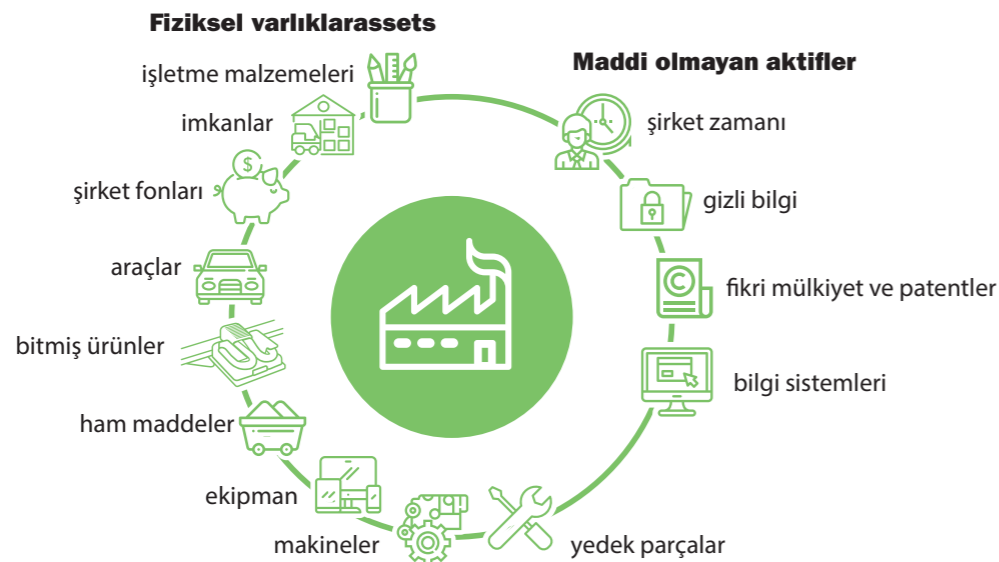 Fiziksel varlıklarassets
işletme malzemeleri
imkanlar
şirket fonları
araçlar
bitmiş ürünler
ham maddeler
ekipman
makineler
yedek parçalar
Maddi olmayan aktifler
şirket zamanı
gizli bilgi
fikri mülkiyet ve patentler
bilgi sistemleri
$
C